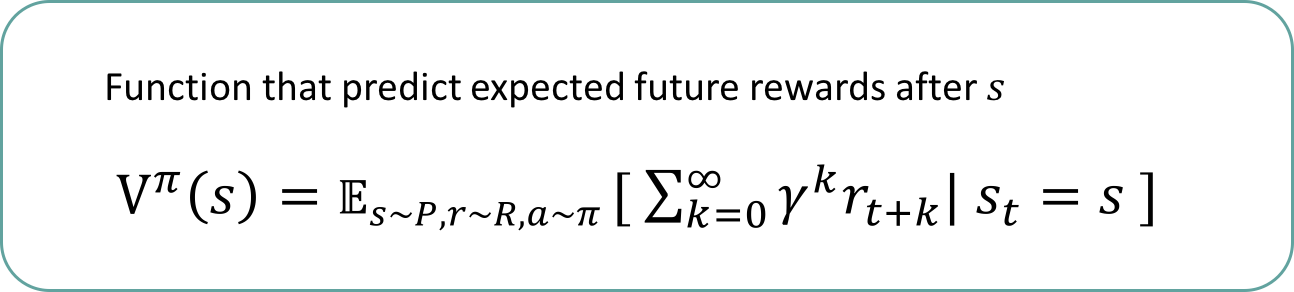 Function that predict expected future rewards after s
V^π(s) = 𝔼_{s~P,r~R,a~π} [ ∑_{k=0}^{∞} γ^k r_{t+k} | s_t = s ]